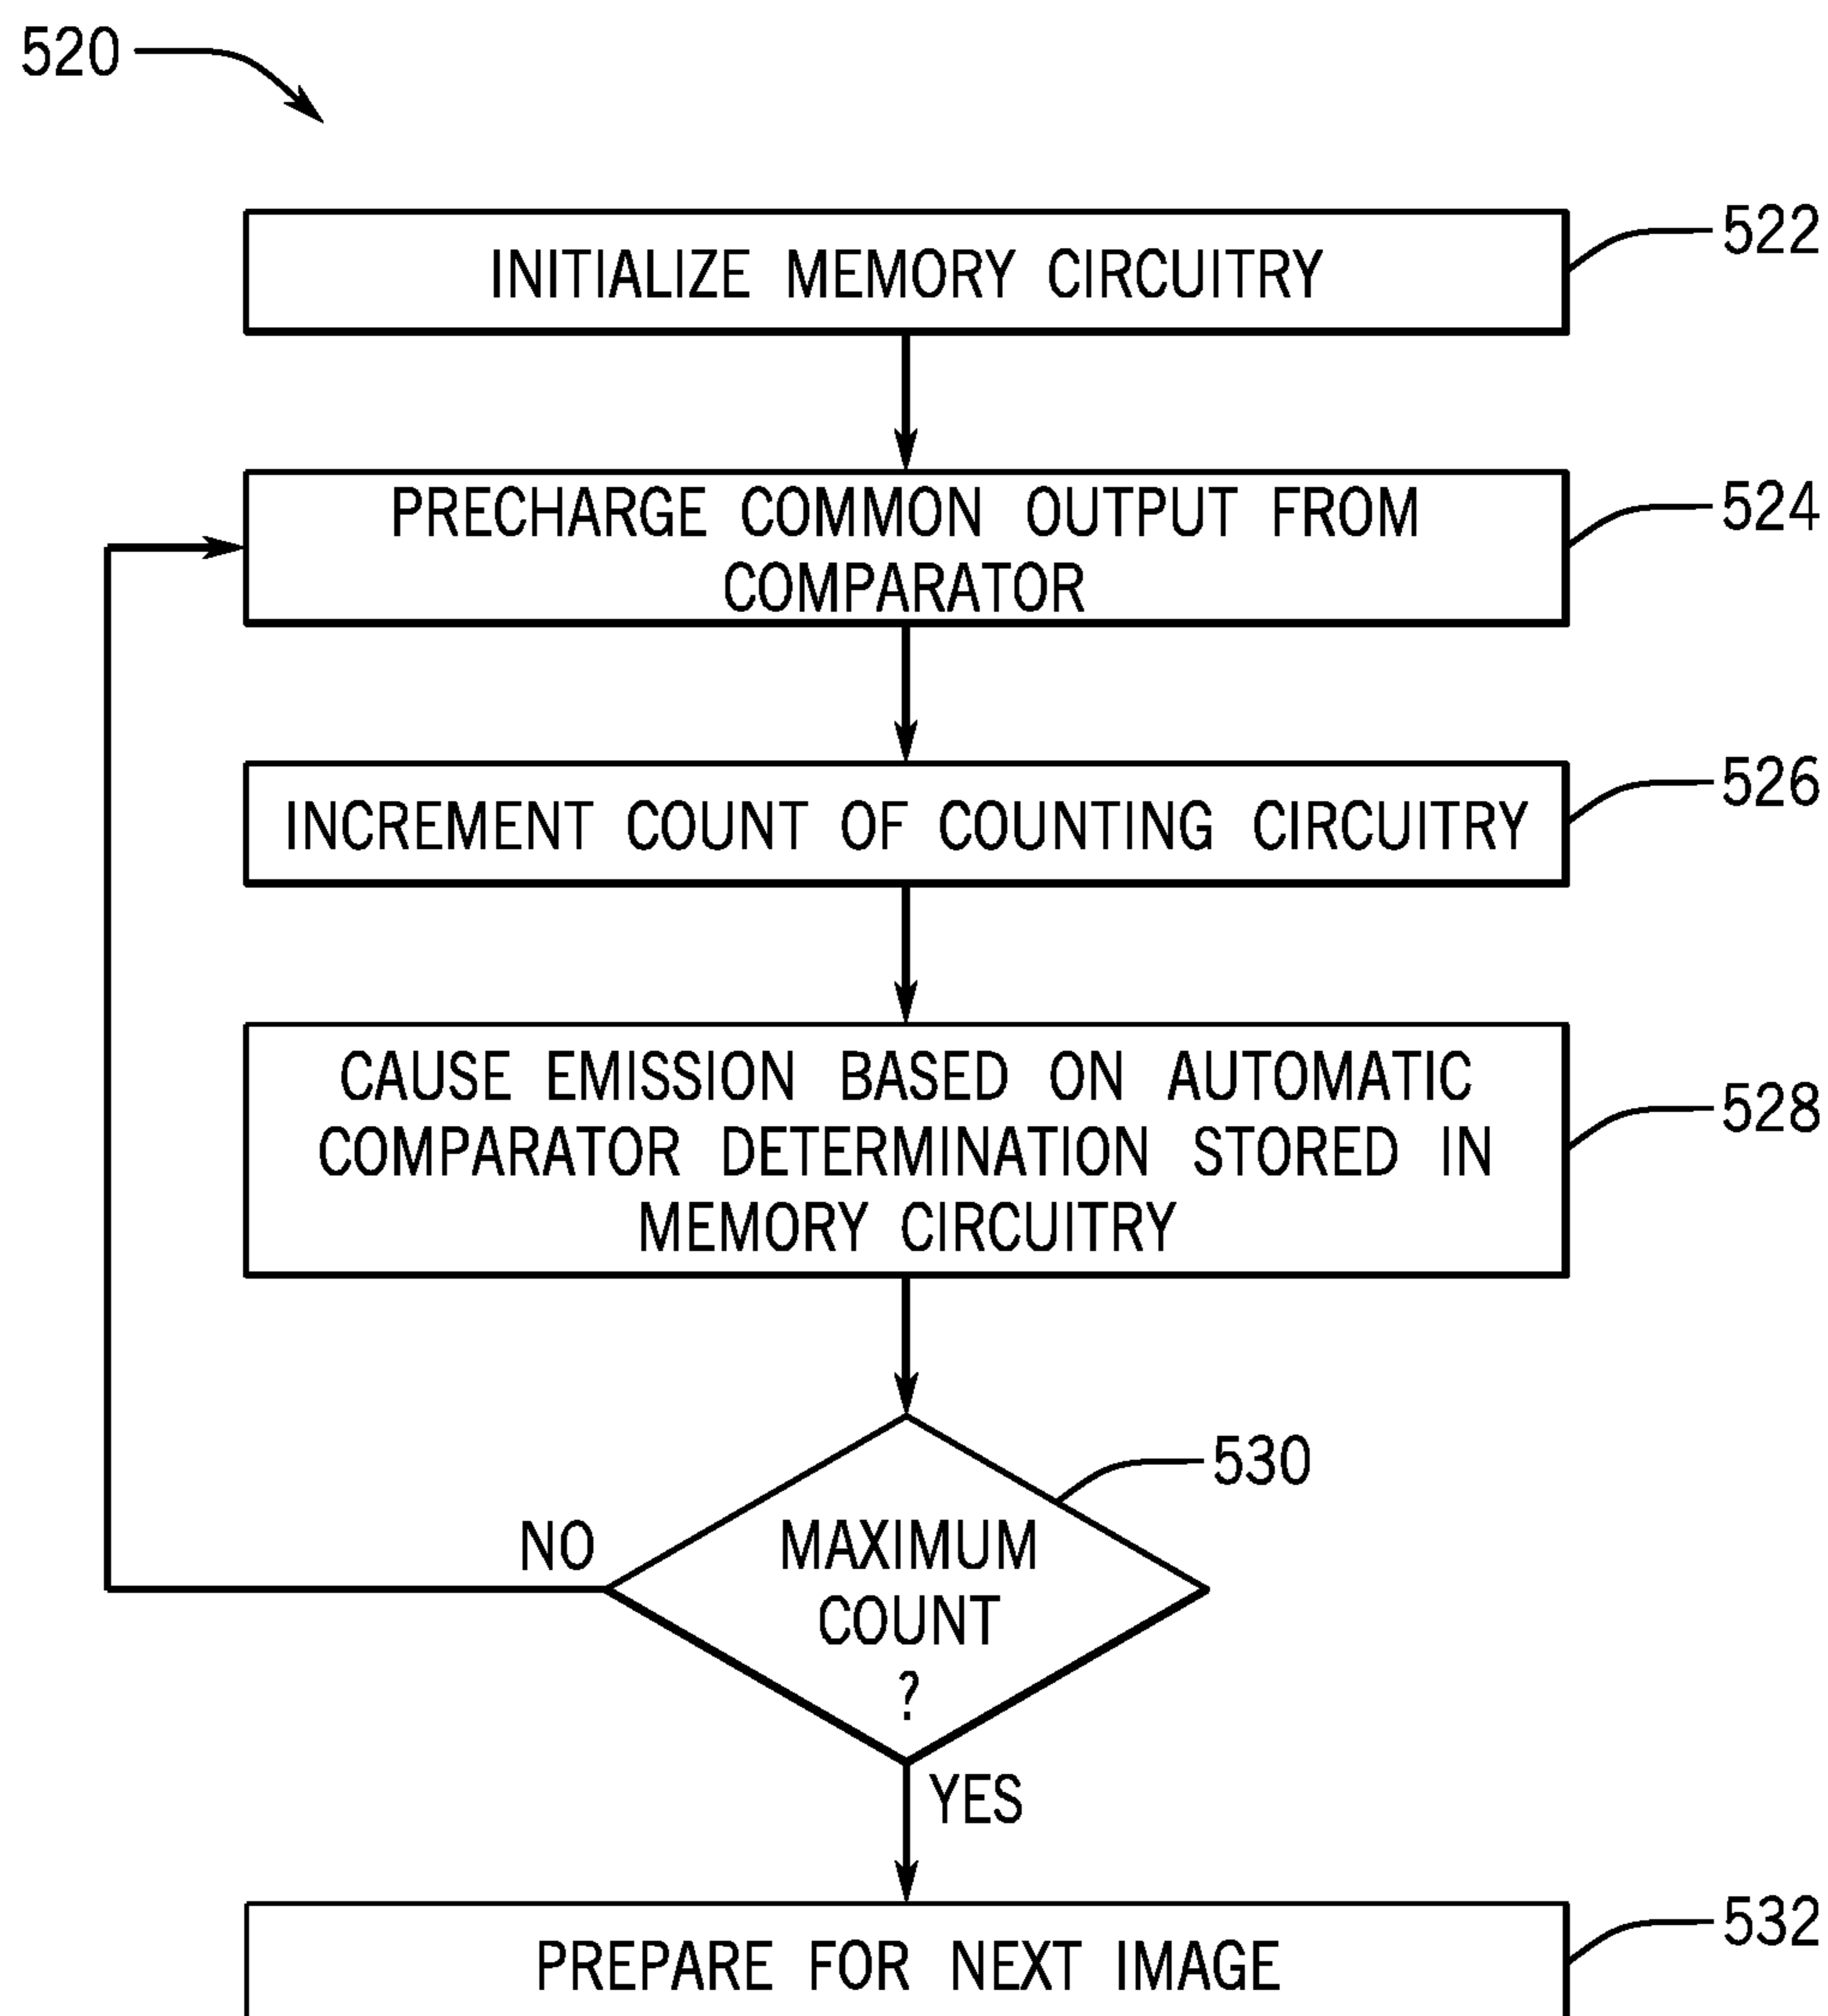 520
INITIALIZE MEMORY CIRCUITRY
522
PRECHARGE COMMON OUTPUT FROM
COMPARATOR
524
INCREMENT COUNT OF COUNTING CIRCUITRY
526
CAUSE EMISSION BASED ON AUTOMATIC
COMPARATOR DETERMINATION STORED IN
MEMORY CIRCUITRY
528
530
NO
MAXIMUM
COUNT
?
YES
PREPARE FOR NEXT IMAGE
532